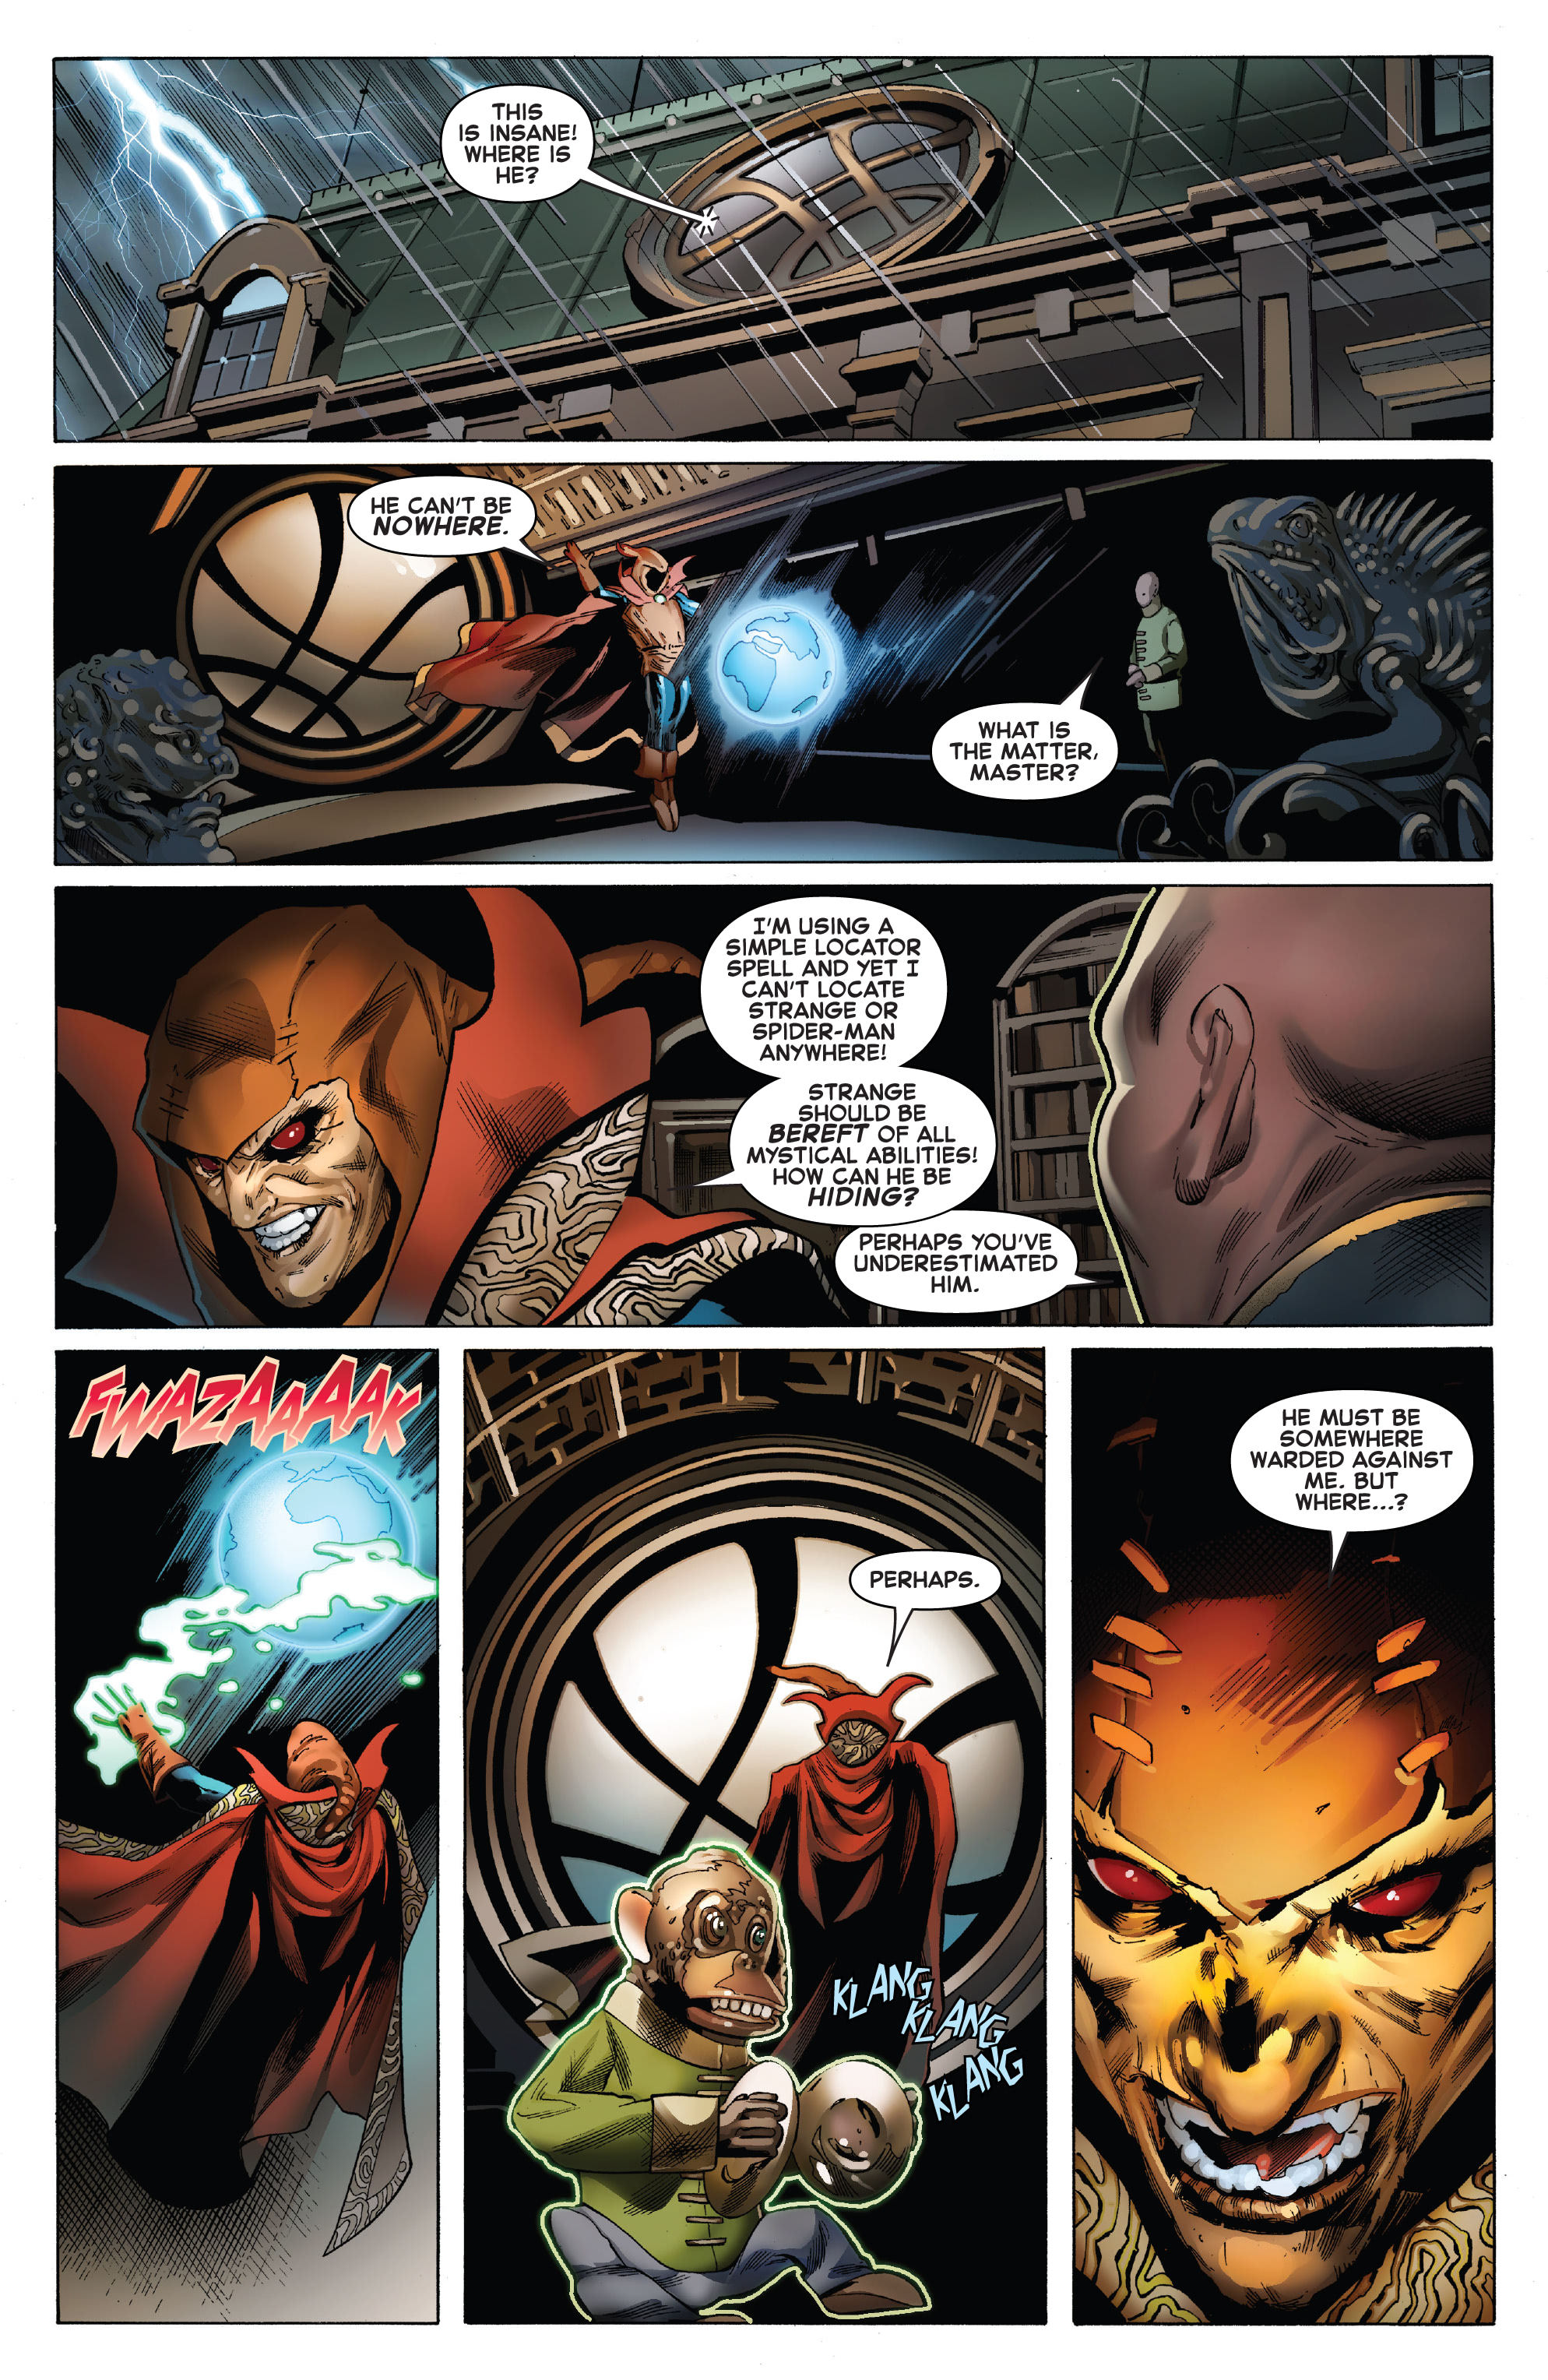 THIS
IS INSANE!
WHERE IS
HE?
HE CAN'T BE
NOWHERE.
WHAT IS
THE MATTER,
MASTER?
I'M USING A
SIMPLE LOCATOR
SPELL AND YET I
CAN'T LOCATE
STRANGE OR
SPIDER-MAN
ANYWHERE!
STRANGE
SHOULD BE
BEREFT OF ALL
MYSTICAL ABILITIES!
HOW CAN HE BE
HIDING?
PERHAPS YOU'VE
UNDERESTIMATED
HIM.
FWAZAAAAAK
PERHAPS.
KLANG
KLANG
KLANG
HE MUST BE
SOMEWHERE
WARDED AGAINST
ME. BUT
WHERE...?